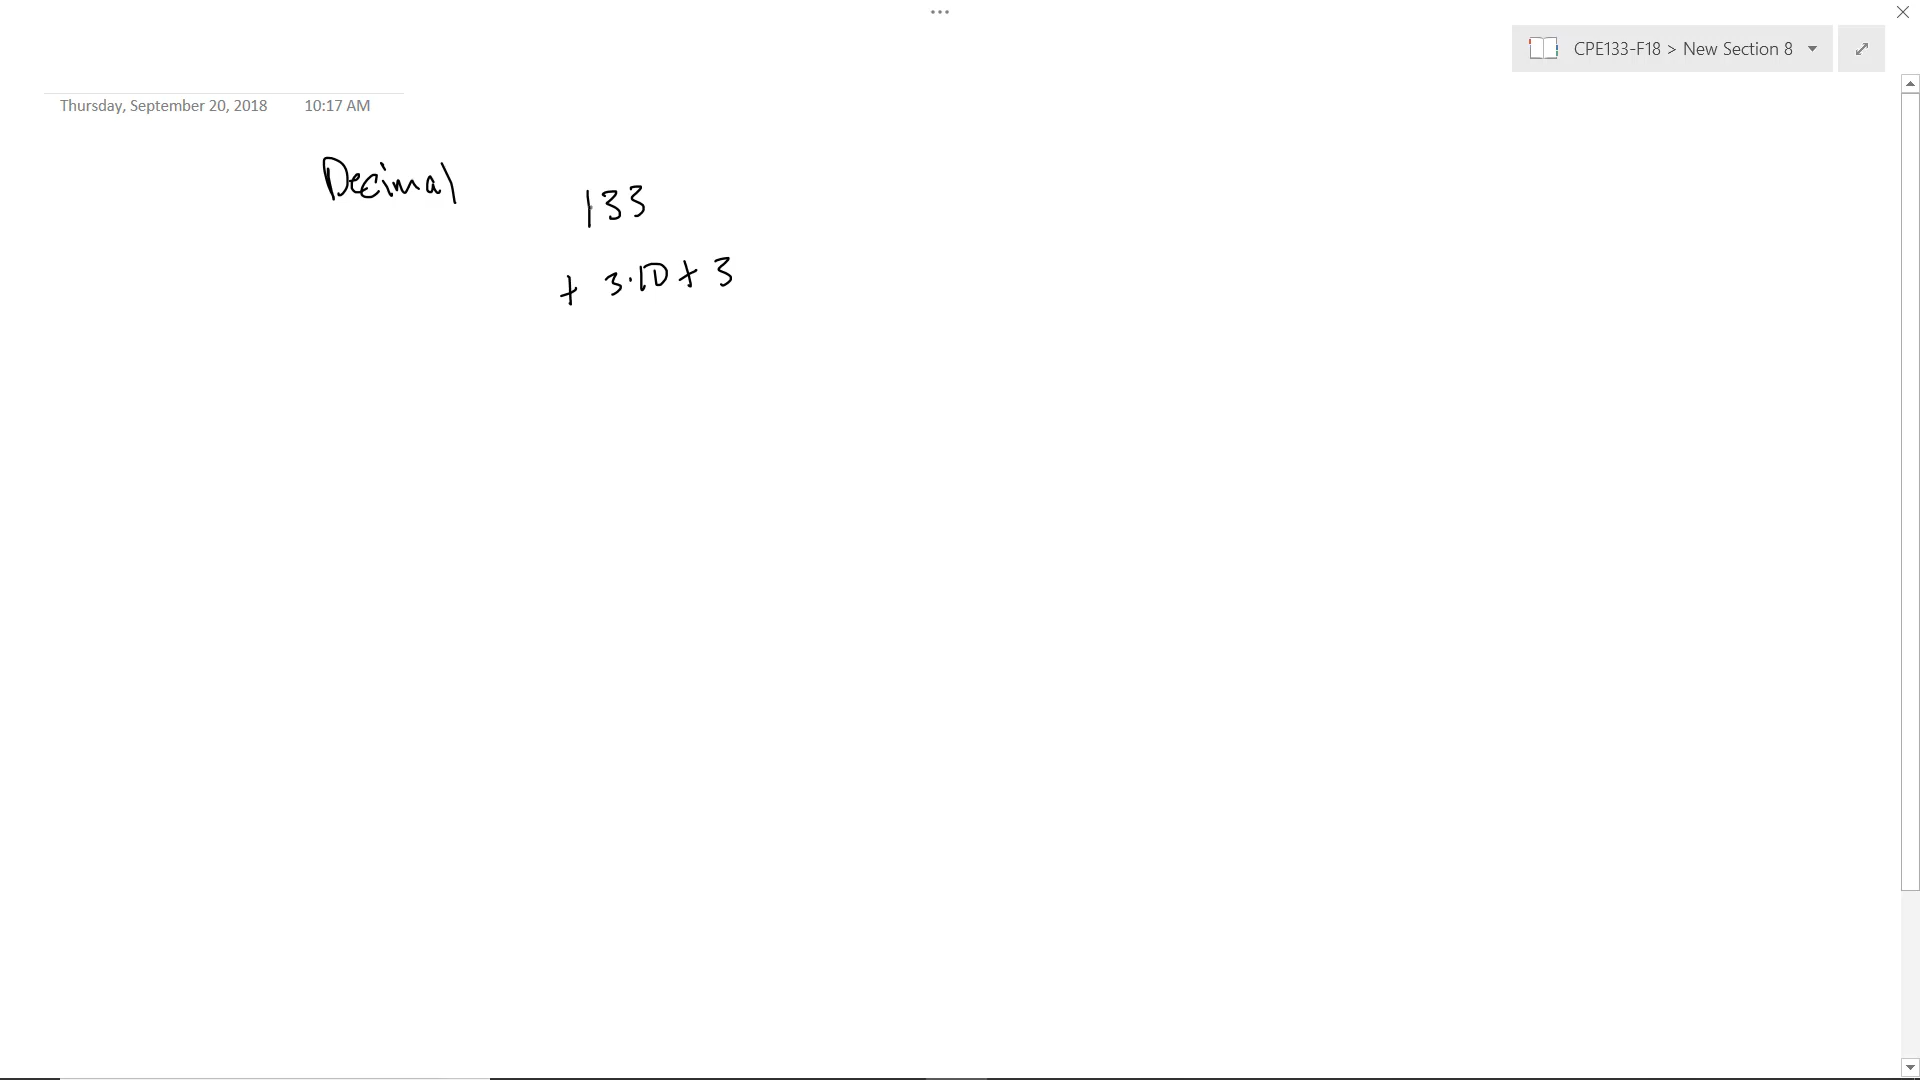 CPE133-F18 > New Section 8
Thursday, September 20, 2018 10:17 AM
Decimal 133
+ 3·10 + 3